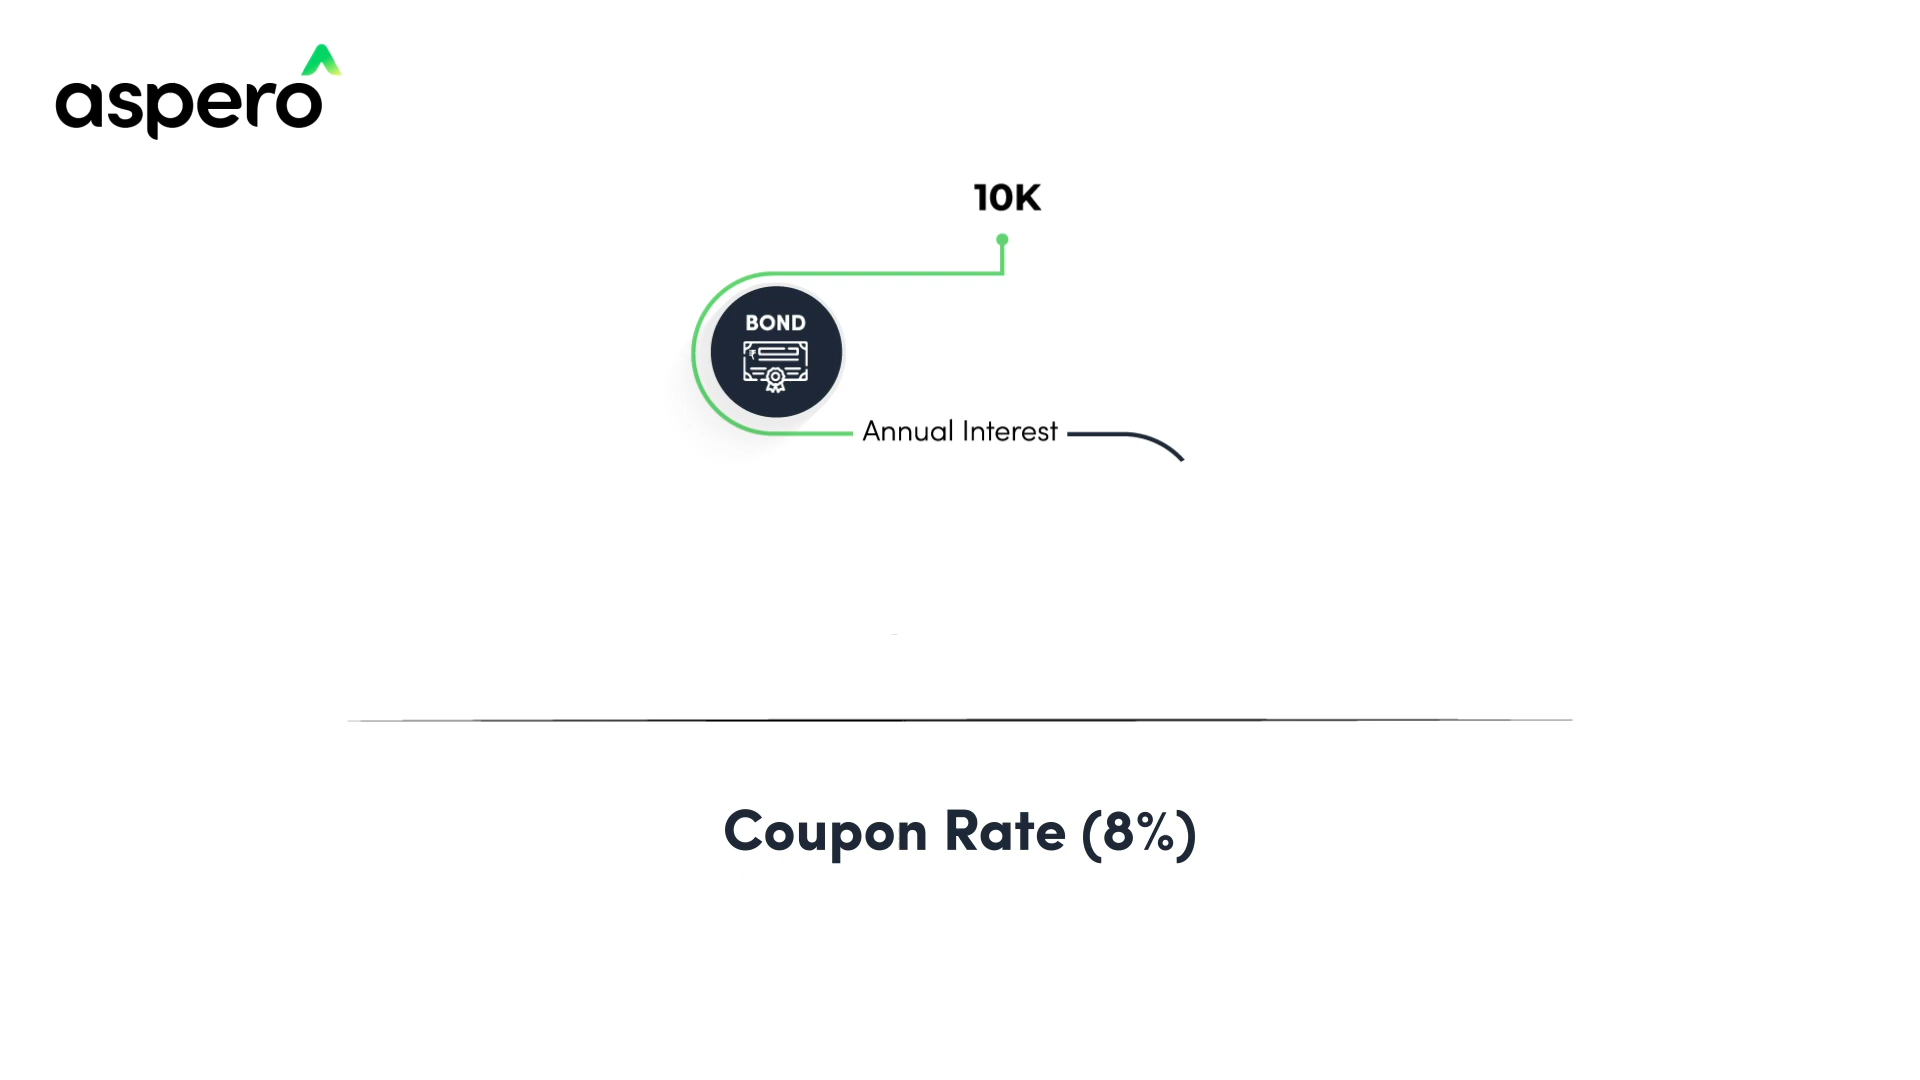 aspero
10K
BOND
₹
Annual Interest
Coupon Rate (8%)